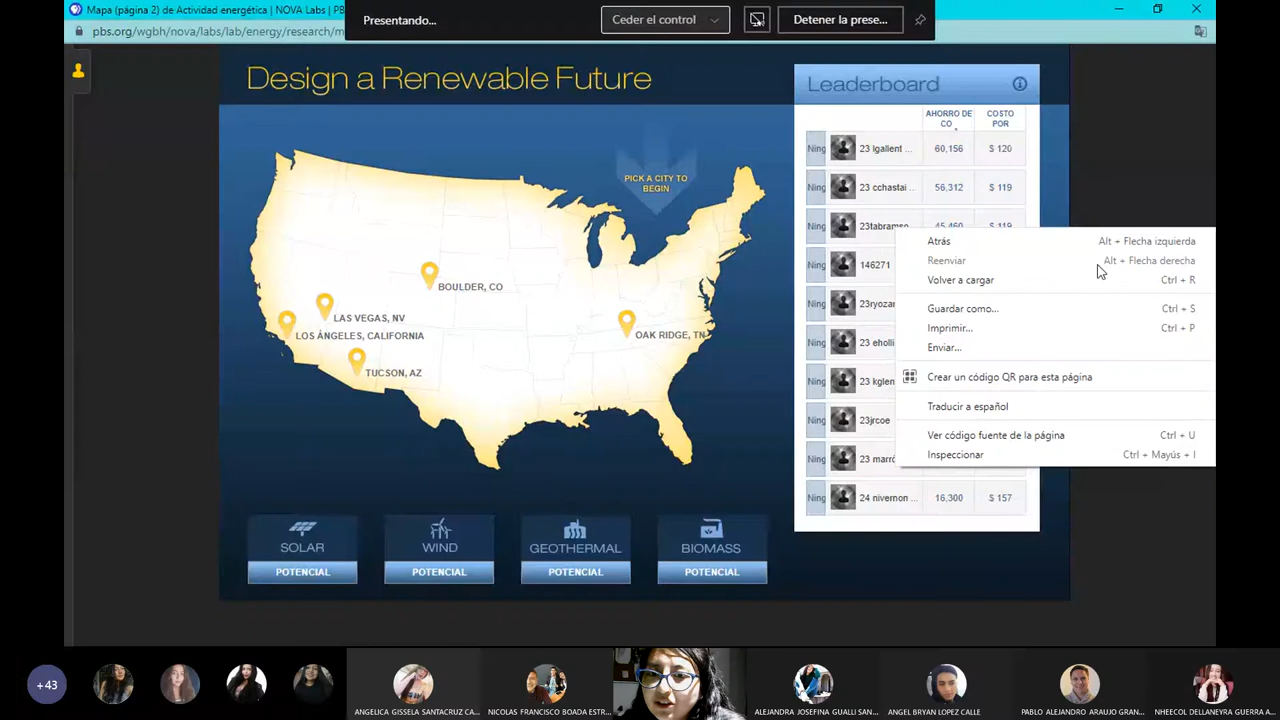 Mapa (página 2) de Actividad energética | NOVA Labs | PB
Presentando...
Ceder el control
Detener la prese...
pbs.org/wgbh/nova/labs/lab/energy/research/m
Design a Renewable Future
Leaderboard
AHORRO DE CO
COSTO POR
Ning 23 lgallent ... 60,156 $ 120
Ning 23 cchastai ... 56,312 $ 119
Ning 23tabramso 45,460 $ 119
Ning 146271
Ning 23ryozar
Ning 23 eholli
Ning 23 kglen
Ning 23jrcoe
Ning 23 marró
Ning 24 nivernon ... 16,300 $ 157
PICK A CITY TO BEGIN
BOULDER, CO
LAS VEGAS, NV
LOS ÁNGELES, CALIFORNIA
OAK RIDGE, TN
TUCSON, AZ
Atrás Alt + Flecha izquierda
Reenviar Alt + Flecha derecha
Volver a cargar Ctrl + R
Guardar como... Ctrl + S
Imprimir... Ctrl + P
Enviar...
Crear un código QR para esta página
Traducir a español
Ver código fuente de la página Ctrl + U
Inspeccionar Ctrl + Mayús + I
SOLAR
POTENCIAL
WIND
POTENCIAL
GEOTHERMAL
POTENCIAL
BIOMASS
POTENCIAL
+43
ANGELICA GISSELA SANTACRUZ CA...
NICOLAS FRANCISCO BOADA ESTR...
ALEJANDRA JOSEFINA GUALLI SAN...
ANGEL BRYAN LOPEZ CALLE
PABLO ALEJANDRO ARAUJO GRAN...
NHEECOL DELLANEYRA GUERRA A...